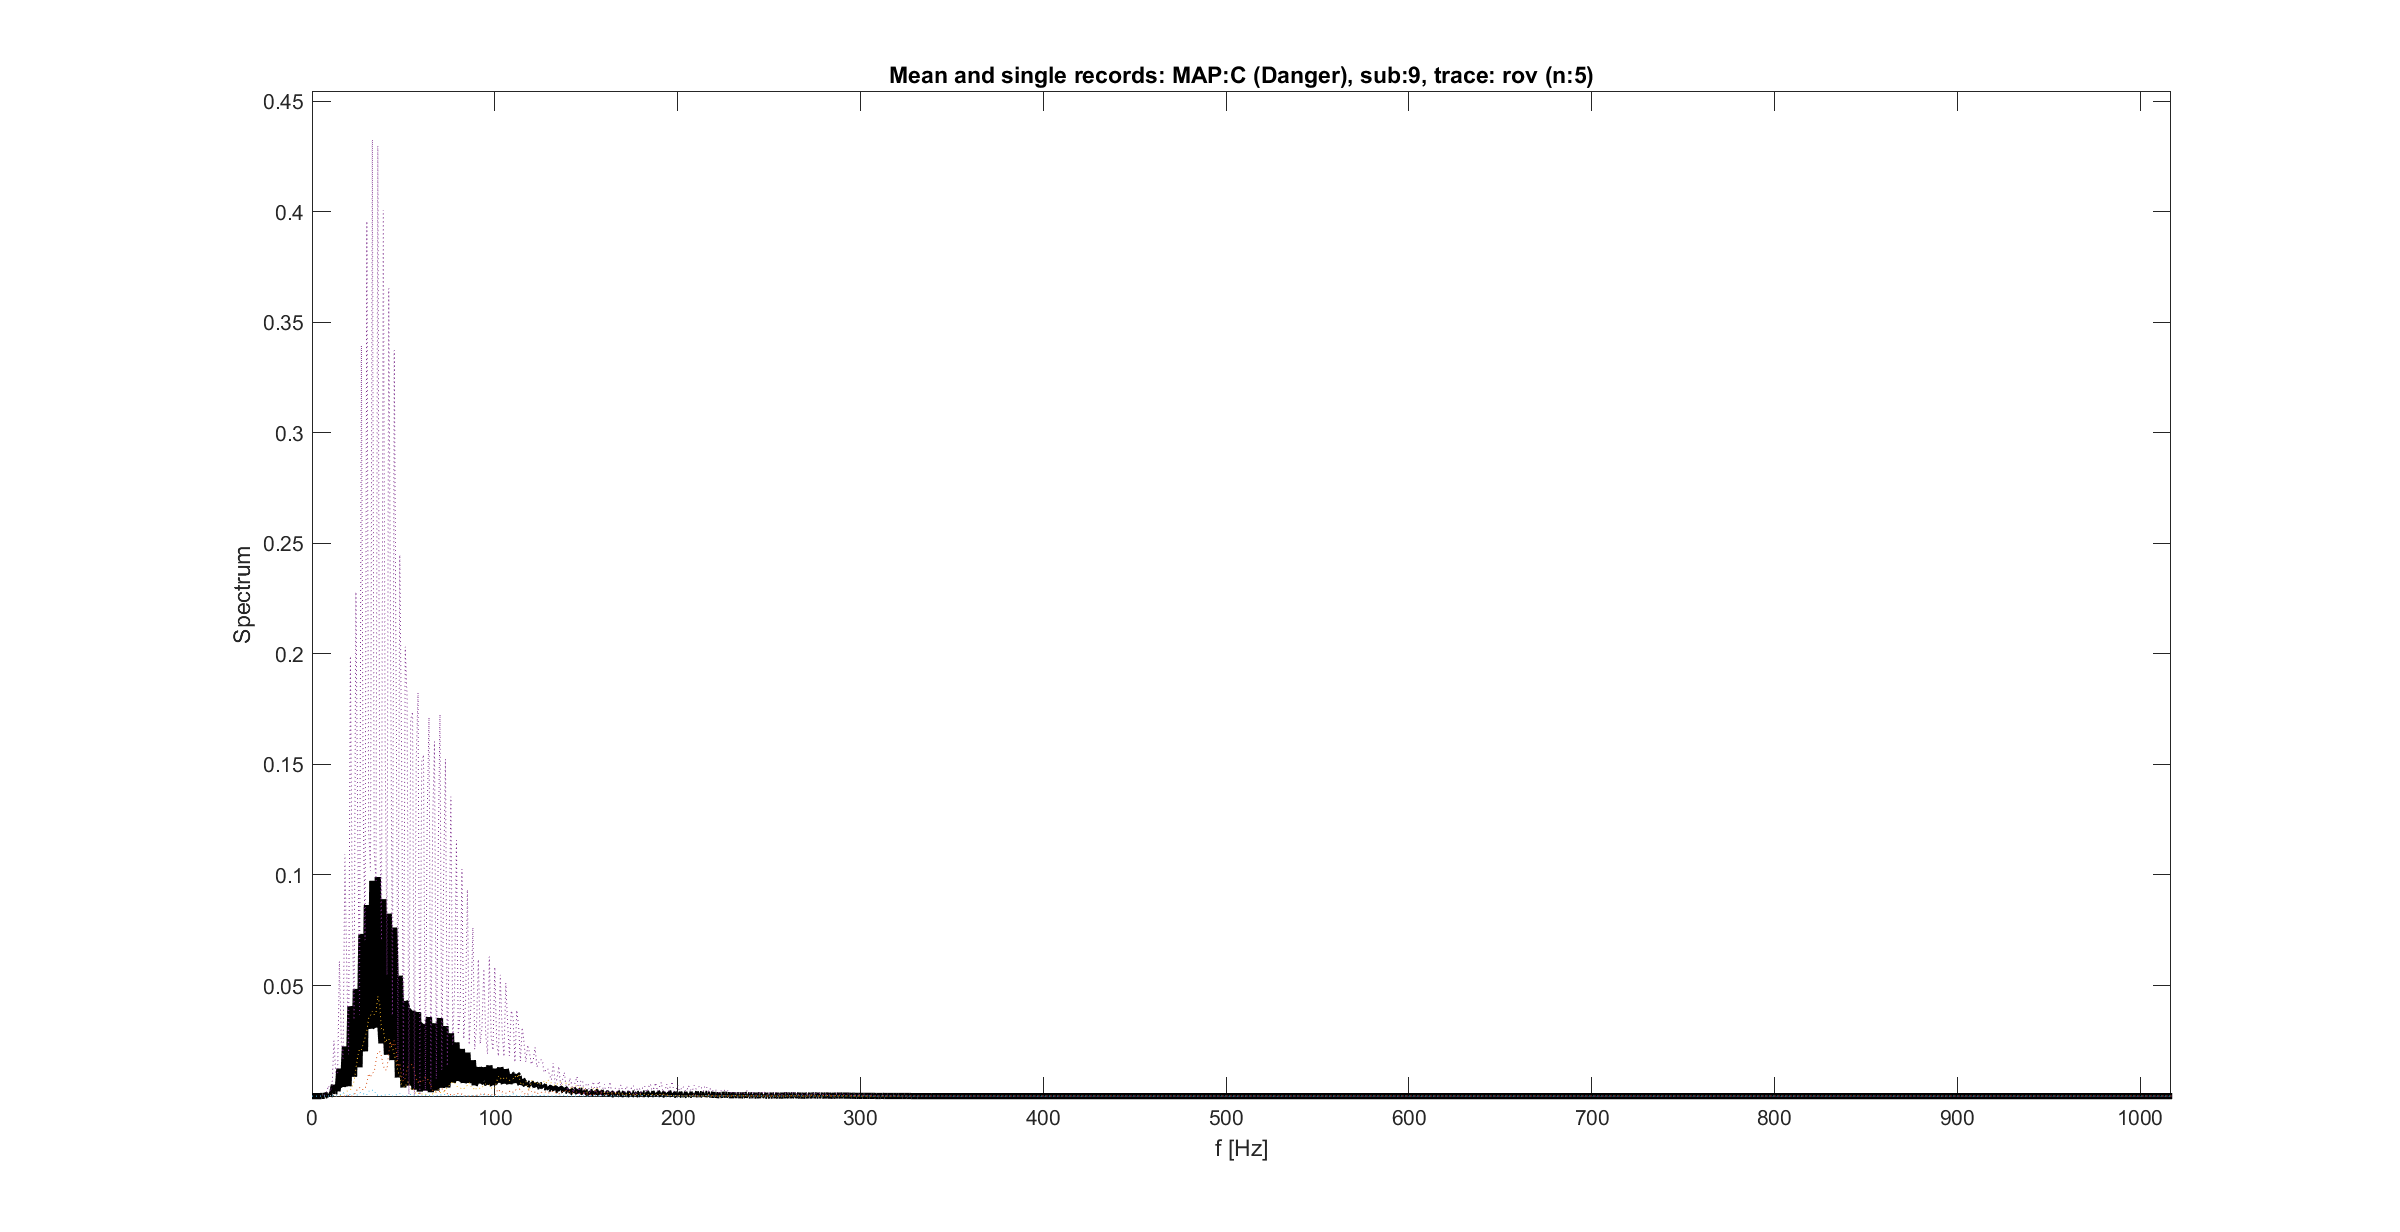 Mean and single records: MAP:C (Danger), sub:9, trace: rov (n:5)
0.45
0.4
0.35
0.3
0.25
0.2
0.15
0.1
0.05
Spectrum
0 100 200 300 400 500 600 700 800 900 1000
f [Hz]